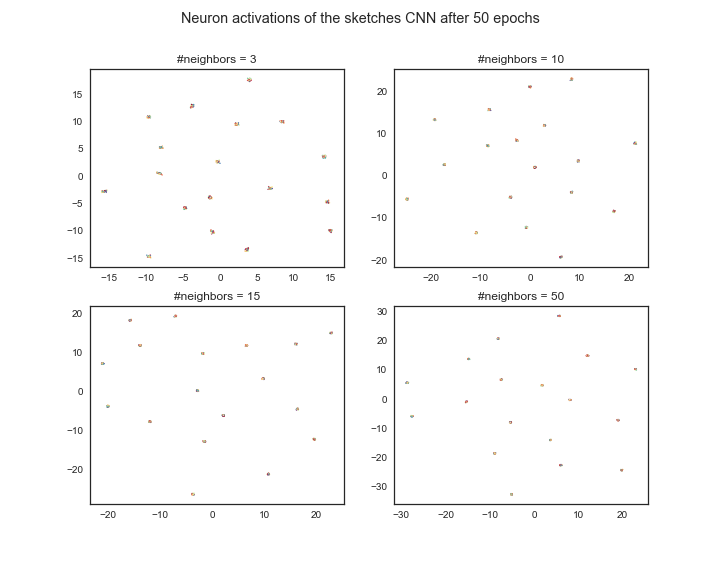 Neuron activations of the sketches CNN after 50 epochs
#neighbors = 3
#neighbors = 10
15
10
5
0
−5
−10
−15
−15 −10 −5 0 5 10 15
20
10
0
−10
−20
−20 −10 0 10 20
#neighbors = 15
#neighbors = 50
20
10
0
−10
−20
−20 −10 0 10 20
30
20
10
0
−10
−20
−30
−30 −20 −10 0 10 20